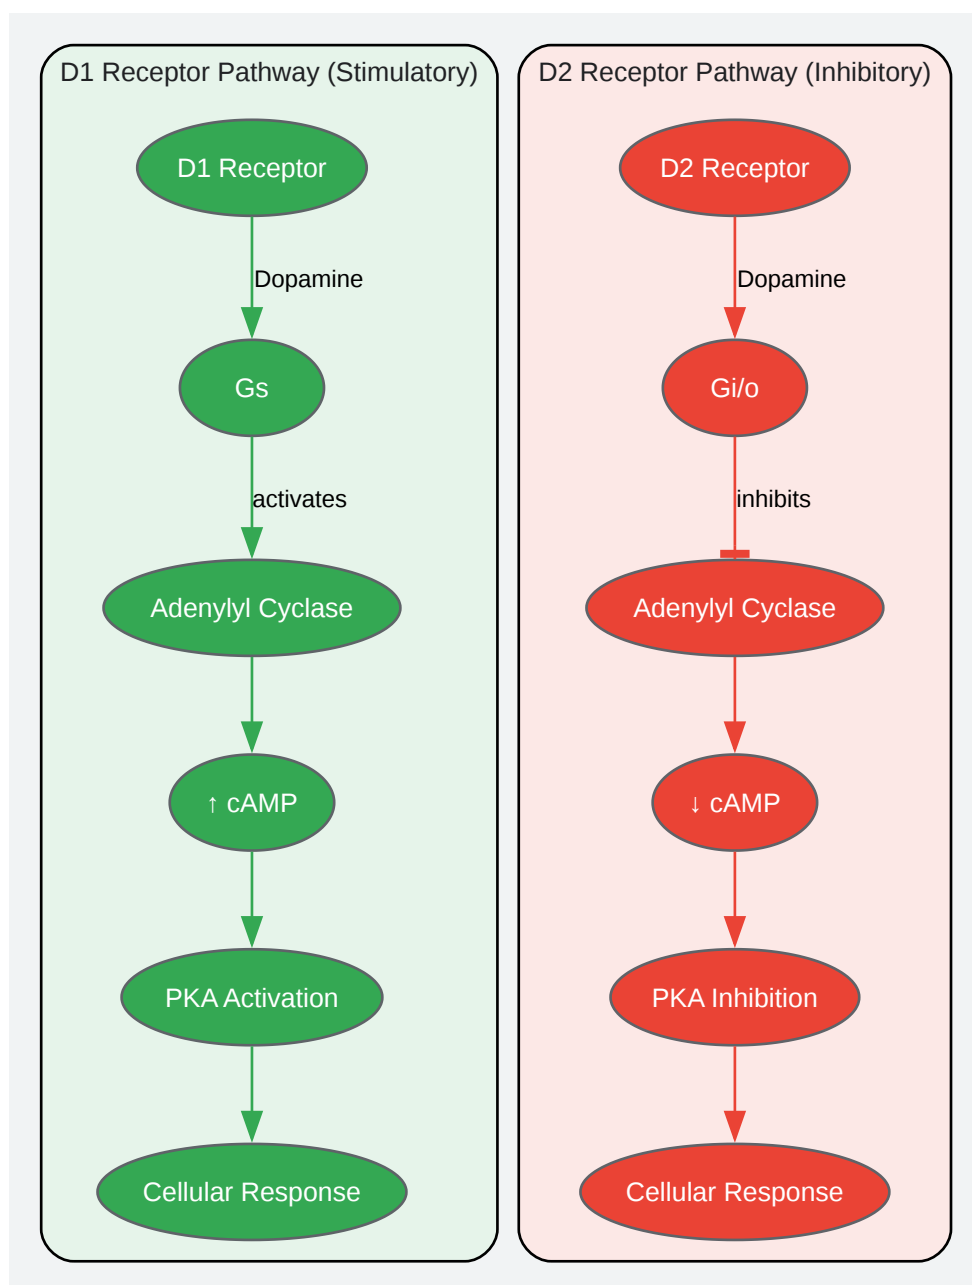 D1 Receptor Pathway (Stimulatory)
D1 Receptor
Dopamine
Gs
activates
Adenylyl Cyclase
↑ cAMP
PKA Activation
Cellular Response
D2 Receptor Pathway (Inhibitory)
D2 Receptor
Dopamine
Gi/o
inhibits
Adenylyl Cyclase
↓ cAMP
PKA Inhibition
Cellular Response